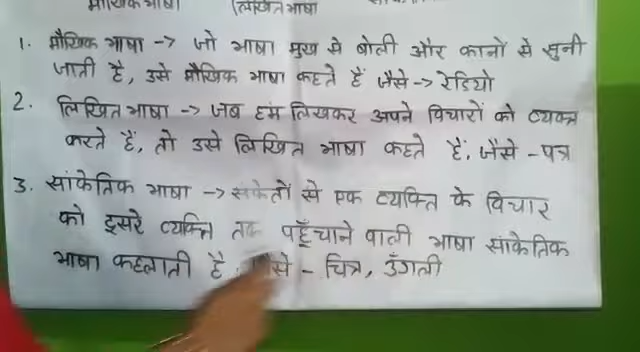 मौखिक भाषा लिखित भाषा
1. मौखिक भाषा -> जो भाषा मुख से बोली और कानों से सुनी
जाती है, उसे मौखिक भाषा कहते हैं जैसे -> रेडियो
2. लिखित भाषा -> जब हम लिखकर अपने विचारों को व्यक्त
करते हैं, तो उसे लिखित भाषा कहते हैं, जैसे - पत्र
3. सांकेतिक भाषा -> संकेतों से एक व्यक्ति के विचार
को दूसरे व्यक्ति तक पहूँचाने वाली भाषा सांकेतिक
भाषा कहलाती है - चित्र, उँगली